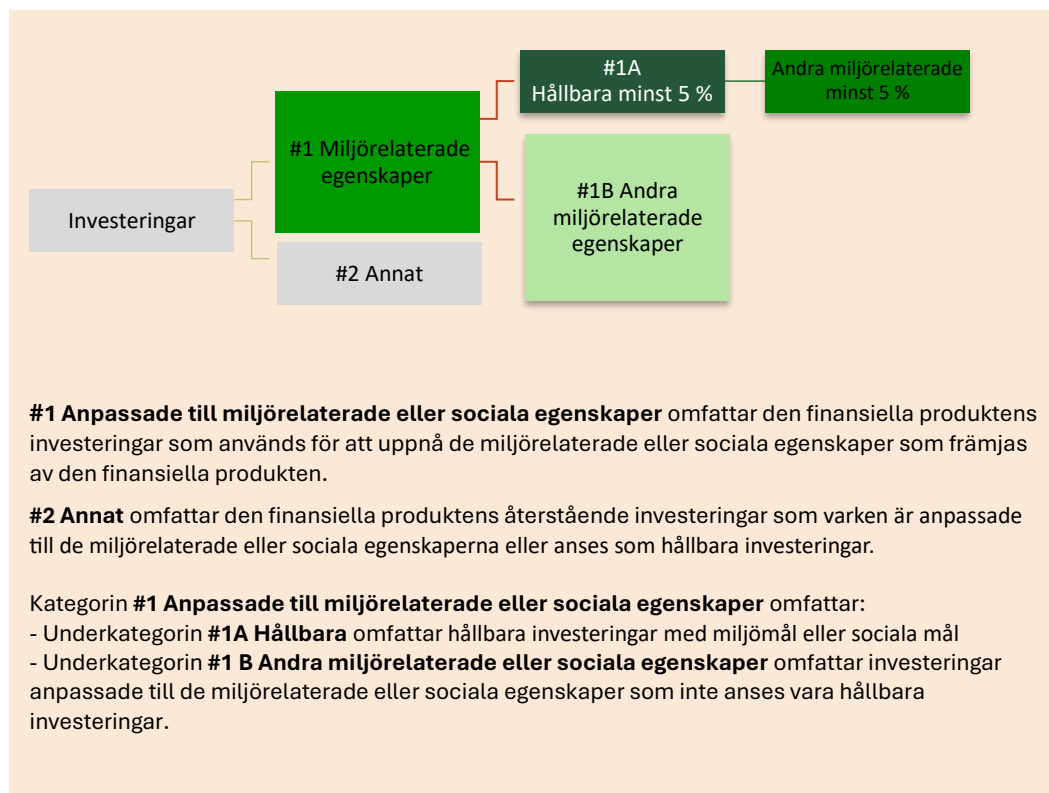 #1A
Hållbara minst 5 %
Andra miljörelaterade
minst 5 %
#1 Miljörelaterade
egenskaper
#1B Andra
miljörelaterade
egenskaper
Investeringar
#2 Annat
#1 Anpassade till miljörelaterade eller sociala egenskaper omfattar den finansiella produktens
investeringar som används för att uppnå de miljörelaterade eller sociala egenskaper som främjas
av den finansiella produkten.
#2 Annat omfattar den finansiella produktens återstående investeringar som varken är anpassade
till de miljörelaterade eller sociala egenskaperna eller anses som hållbara investeringar.
Kategorin #1 Anpassade till miljörelaterade eller sociala egenskaper omfattar:
- Underkategorin #1A Hållbara omfattar hållbara investeringar med miljömål eller sociala mål
- Underkategorin #1 B Andra miljörelaterade eller sociala egenskaper omfattar investeringar
anpassade till de miljörelaterade eller sociala egenskaper som inte anses vara hållbara
investeringar.